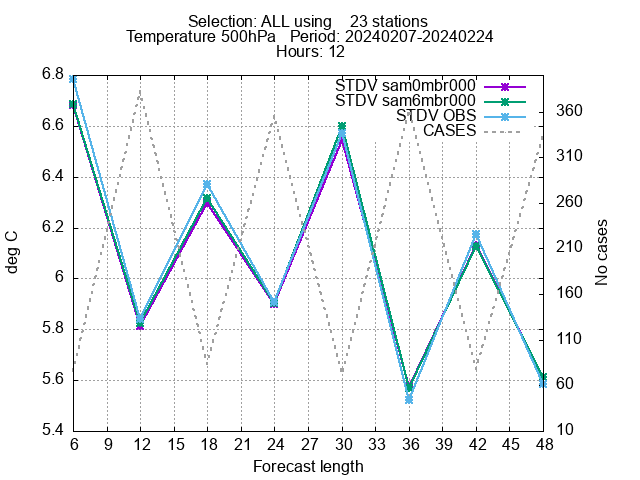 Selection: ALL using 23 stations
Temperature 500hPa Period: 20240207-20240224
Hours: 12
STDV sam0mbr000
STDV sam6mbr000
STDV OBS
CASES
6.8
6.6
6.4
6.2
6
5.8
5.6
5.4
deg C
360
310
260
210
160
110
60
10
No cases
6 9 12 15 18 21 24 27 30 33 36 39 42 45 48
Forecast length